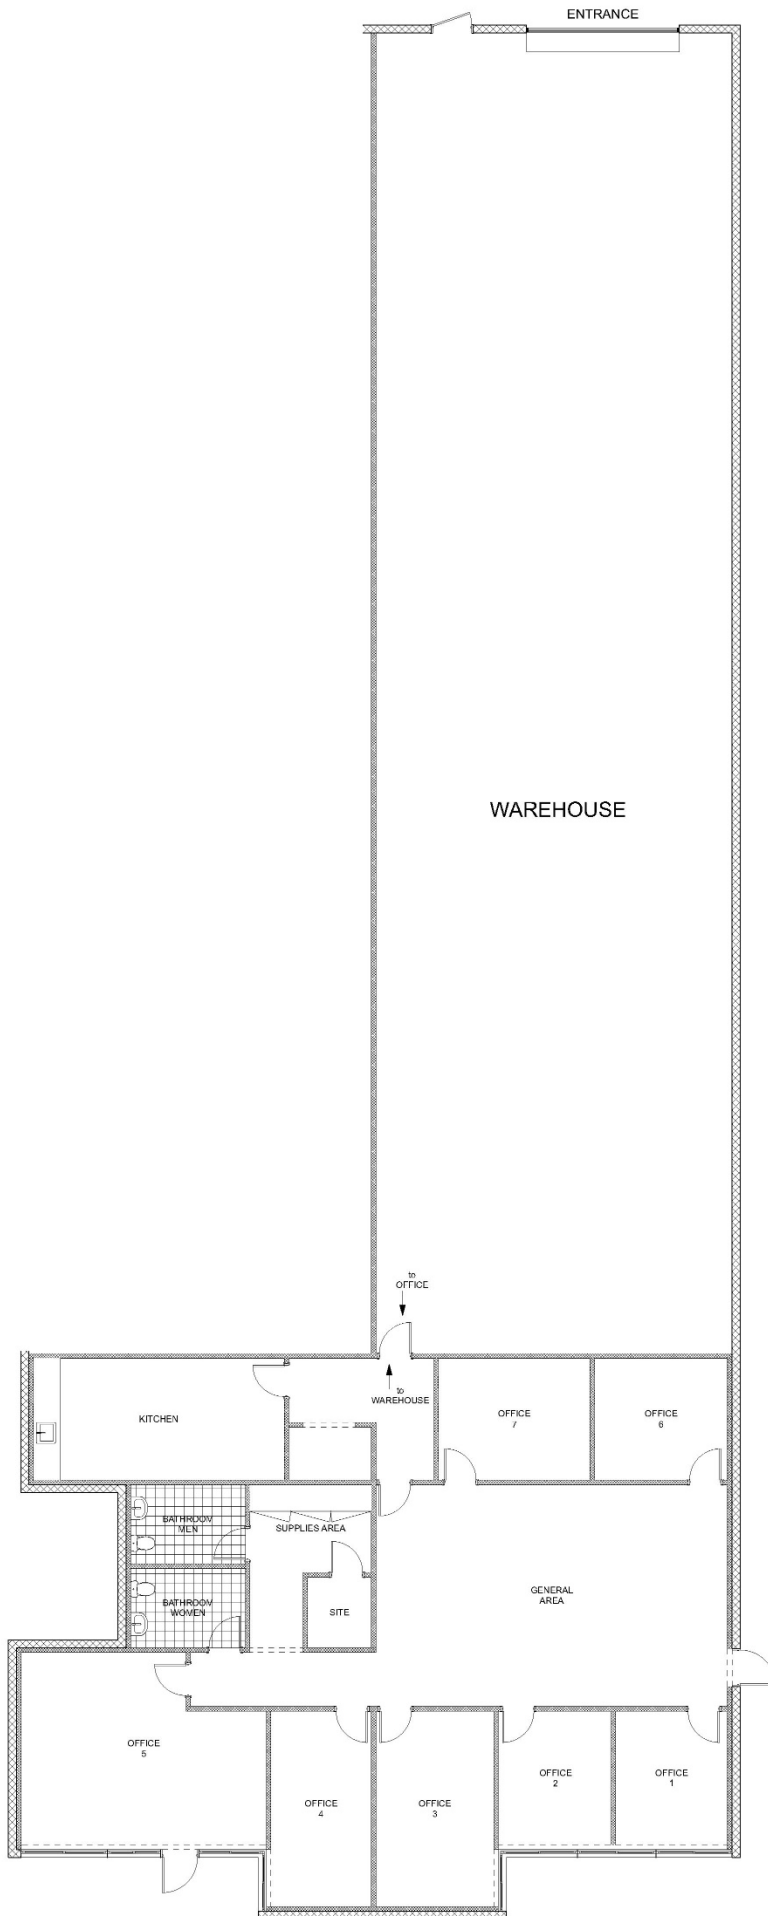 ENTRANCE
WAREHOUSE
to
OFFICE
to
WAREHOUSE
KITCHEN
OFFICE
7
OFFICE
6
BATHROOM
MEN
SUPPLIES AREA
BATHROOM
WOMEN
SITE
GENERAL
AREA
OFFICE
5
OFFICE
4
OFFICE
3
OFFICE
2
OFFICE
1